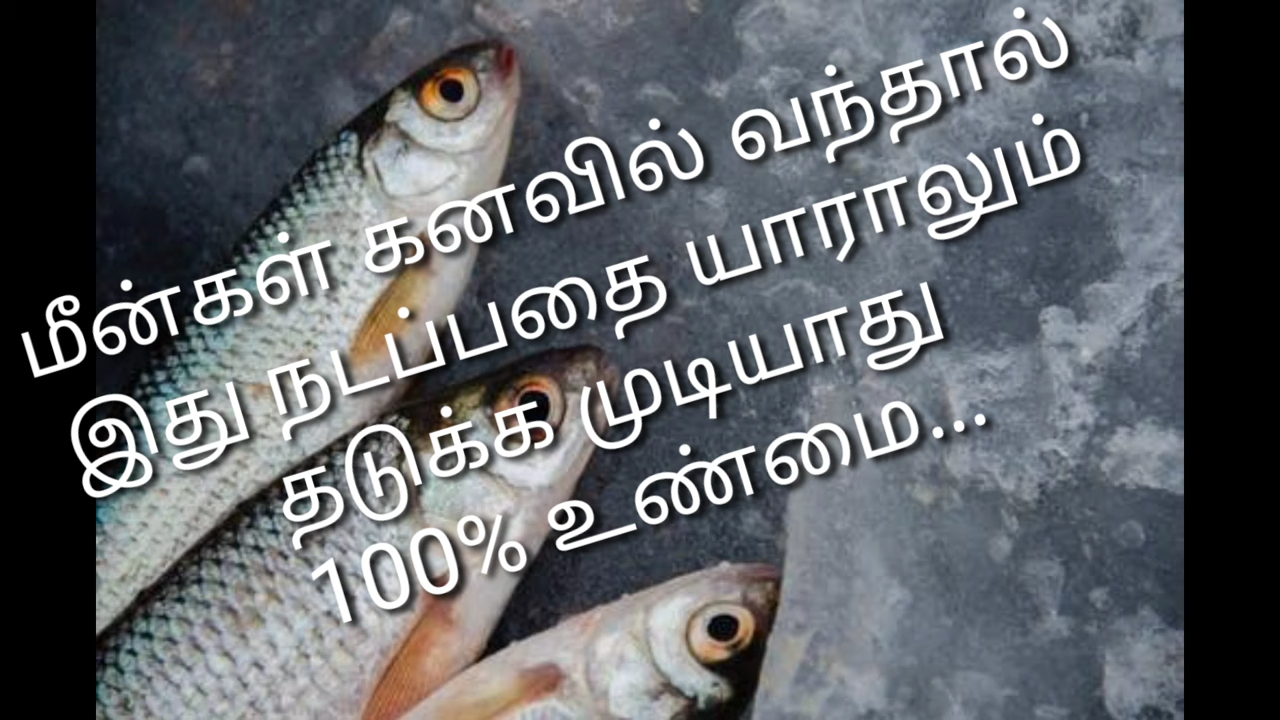 மீன்கள் கனவில் வந்தால்
இது நடப்பதை யாராலும்
தடுக்க முடியாது
100% உண்மை...